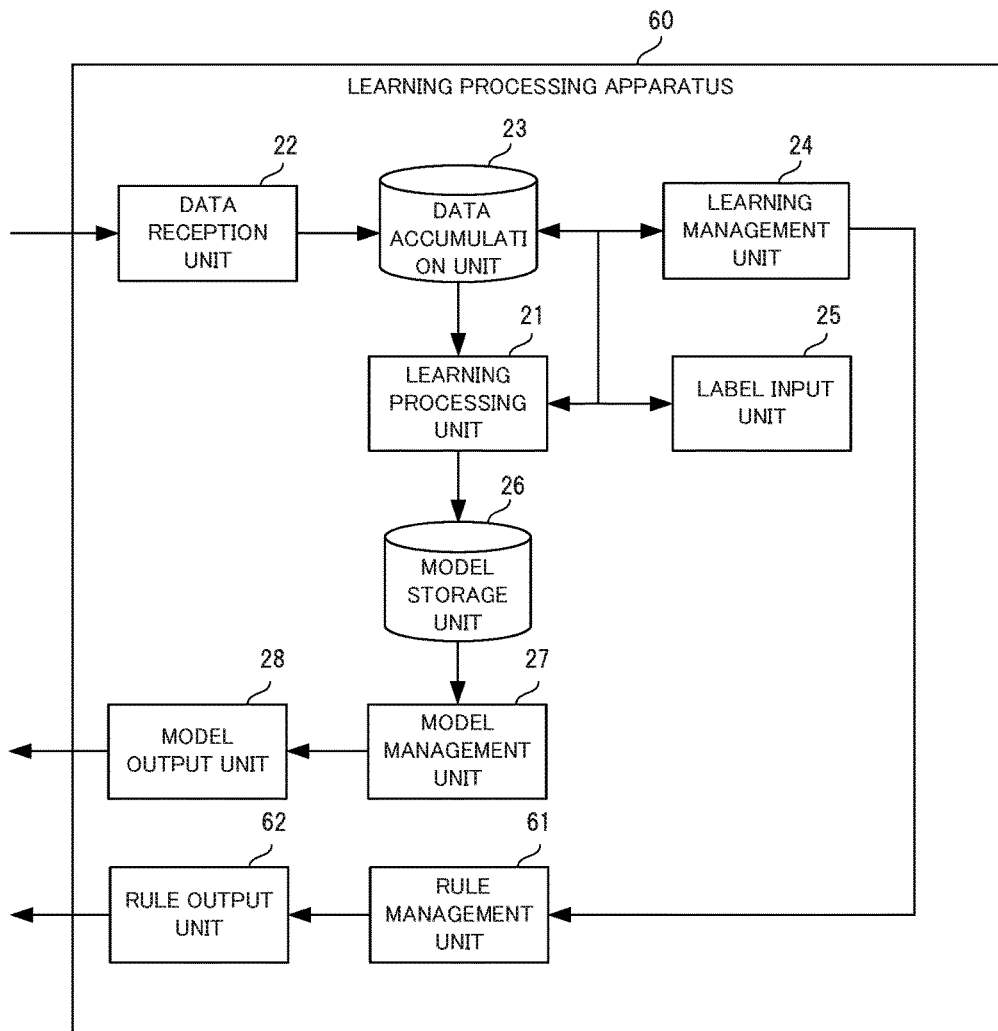 60
LEARNING PROCESSING APPARATUS
22
DATA
RECEPTION
UNIT
23
DATA
ACCUMULATI
ON UNIT
24
LEARNING
MANAGEMENT
UNIT
21
LEARNING
PROCESSING
UNIT
25
LABEL INPUT
UNIT
26
MODEL
STORAGE
UNIT
28
MODEL
OUTPUT UNIT
27
MODEL
MANAGEMENT
UNIT
62
RULE OUTPUT
UNIT
61
RULE
MANAGEMENT
UNIT